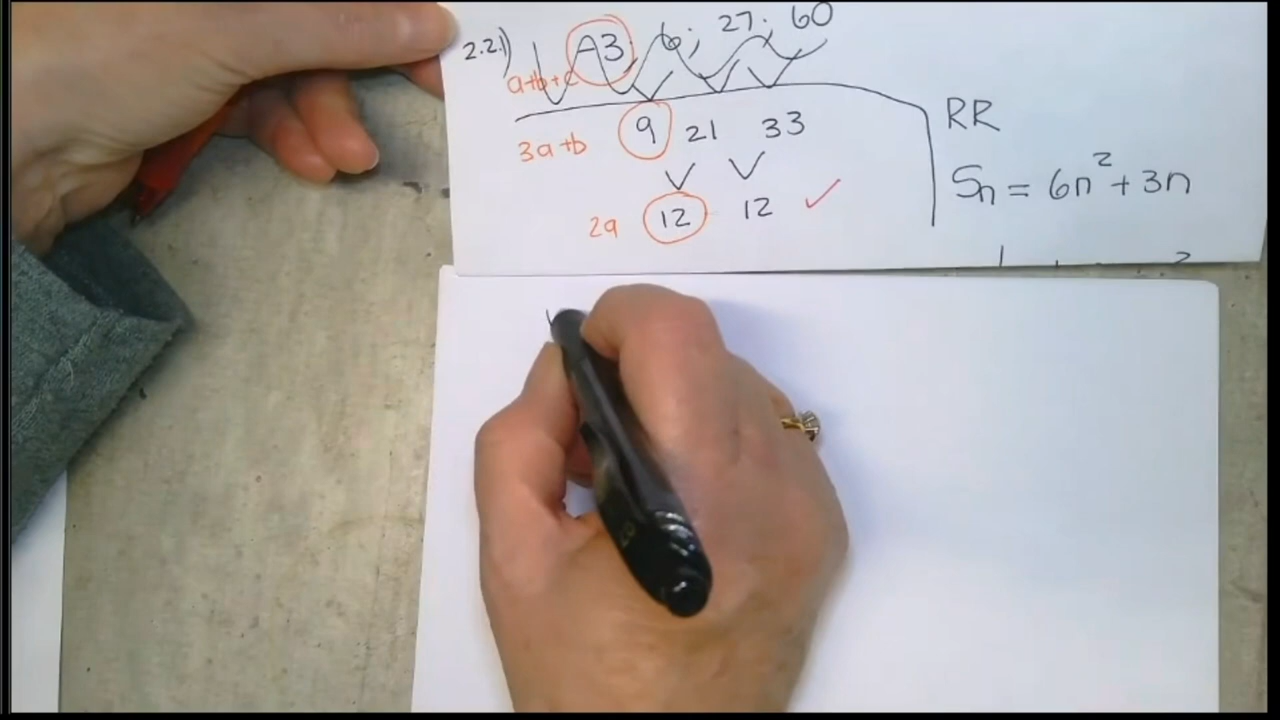 2.2.1) -3; 6; 27; 60
a+b+c
3a+b 9 21 33
2a 12 12 ✓
RR
Sn = 6n² + 3n